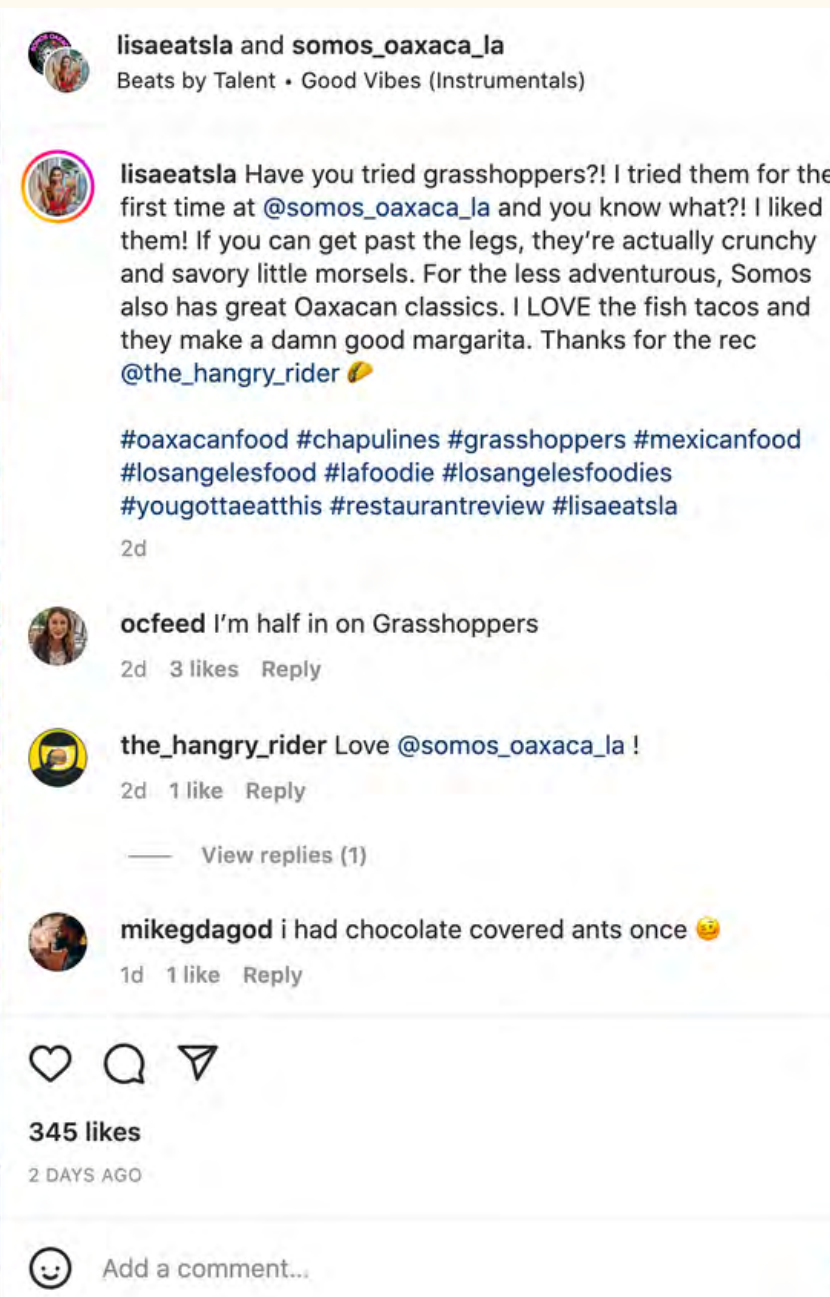 lisaeatsla and somos_oaxaca_la
Beats by Talent • Good Vibes (Instrumentals)
lisaeatsla Have you tried grasshoppers?! I tried them for the
first time at @somos_oaxaca_la and you know what?! I liked
them! If you can get past the legs, they're actually crunchy
and savory little morsels. For the less adventurous, Somos
also has great Oaxacan classics. I LOVE the fish tacos and
they make a damn good margarita. Thanks for the rec
@the_hangry_rider 🌮
#oaxacanfood #chapulines #grasshoppers #mexicanfood
#losangelesfood #lafoodie #losangelesfoodies
#yougottaeatthis #restaurantreview #lisaeatsla
2d
ocfeed I'm half in on Grasshoppers
2d 3 likes Reply
the_hangry_rider Love @somos_oaxaca_la !
2d 1 like Reply
View replies (1)
mikegdagod i had chocolate covered ants once 🤕
1d 1 like Reply
345 likes
2 DAYS AGO
Add a comment...